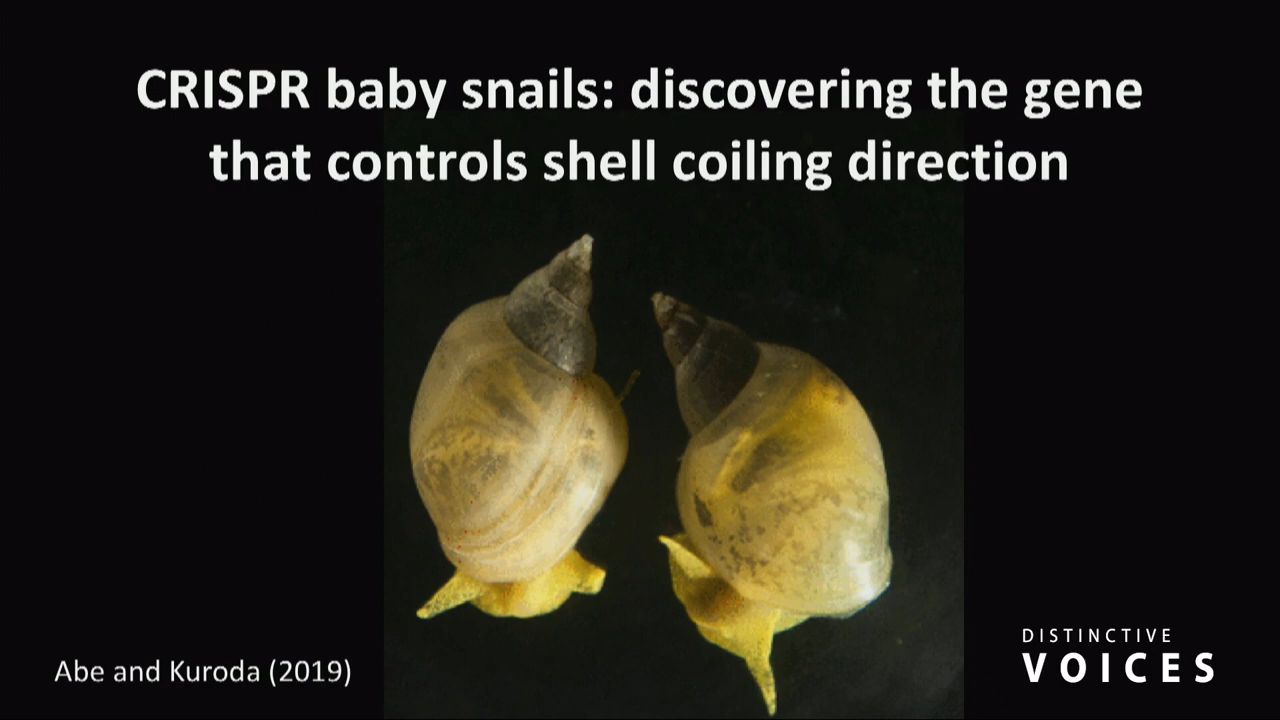 CRISPR baby snails: discovering the gene
that controls shell coiling direction
Abe and Kuroda (2019)
DISTINCTIVE
VOICES